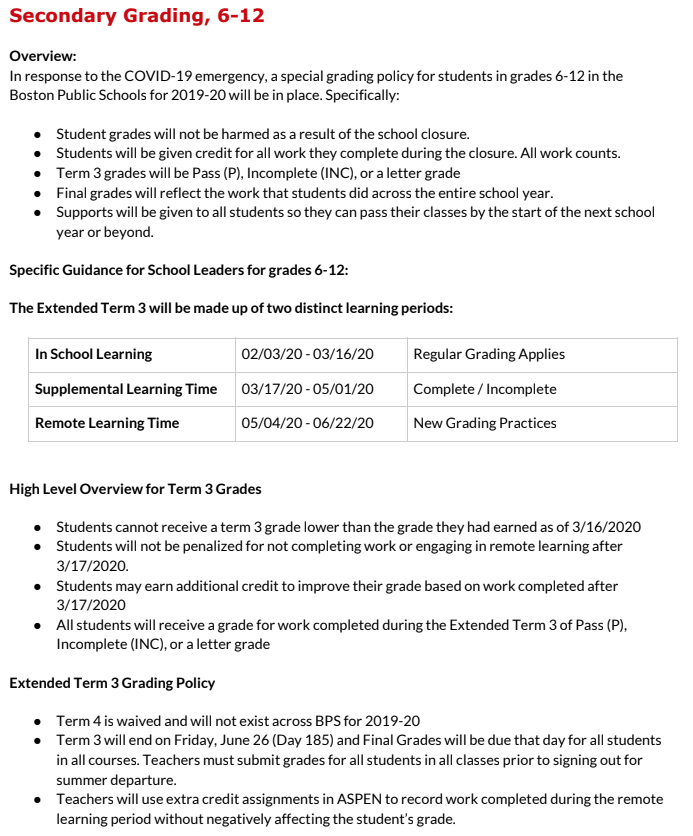 Secondary Grading, 6-12
Overview:
In response to the COVID-19 emergency, a special grading policy for students in grades 6-12 in the
Boston Public Schools for 2019-20 will be in place. Specifically:
● Student grades will not be harmed as a result of the school closure.
● Students will be given credit for all work they complete during the closure. All work counts.
● Term 3 grades will be Pass (P), Incomplete (INC), or a letter grade
● Final grades will reflect the work that students did across the entire school year.
● Supports will be given to all students so they can pass their classes by the start of the next school
year or beyond.
Specific Guidance for School Leaders for grades 6-12:
The Extended Term 3 will be made up of two distinct learning periods:
In School Learning 02/03/20 - 03/16/20 Regular Grading Applies
Supplemental Learning Time 03/17/20 - 05/01/20 Complete / Incomplete
Remote Learning Time 05/04/20 - 06/22/20 New Grading Practices
High Level Overview for Term 3 Grades
● Students cannot receive a term 3 grade lower than the grade they had earned as of 3/16/2020
● Students will not be penalized for not completing work or engaging in remote learning after
3/17/2020.
● Students may earn additional credit to improve their grade based on work completed after
3/17/2020
● All students will receive a grade for work completed during the Extended Term 3 of Pass (P),
Incomplete (INC), or a letter grade
Extended Term 3 Grading Policy
● Term 4 is waived and will not exist across BPS for 2019-20
● Term 3 will end on Friday, June 26 (Day 185) and Final Grades will be due that day for all students
in all courses. Teachers must submit grades for all students in all classes prior to signing out for
summer departure.
● Teachers will use extra credit assignments in ASPEN to record work completed during the remote
learning period without negatively affecting the student's grade.